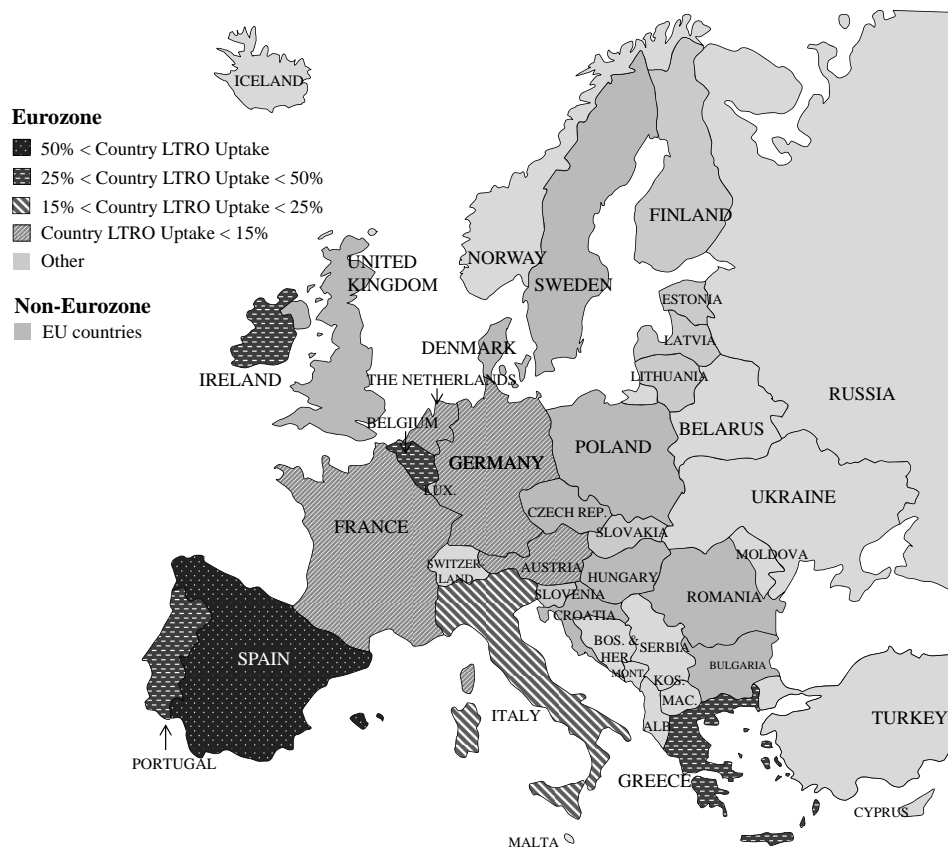 ICELAND
Eurozone
50% < Country LTRO Uptake
25% < Country LTRO Uptake < 50%
15% < Country LTRO Uptake < 25%
Country LTRO Uptake < 15%
Other
Non-Eurozone
EU countries
FINLAND
NORWAY
UNITED
KINGDOM
SWEDEN
ESTONIA
LATVIA
DENMARK
IRELAND
THE NETHERLANDS
LITHUANIA
RUSSIA
BELGIUM
BELARUS
POLAND
GERMANY
LUX.
UKRAINE
CZECH REP.
FRANCE
SLOVAKIA
MOLDOVA
SWITZER-
LAND
AUSTRIA
HUNGARY
SLOVENIA
ROMANIA
CROATIA
BOS. &
HER.
SERBIA
SPAIN
BULGARIA
MONT.
KOS.
MAC.
ITALY
ALB.
TURKEY
PORTUGAL
GREECE
CYPRUS
MALTA